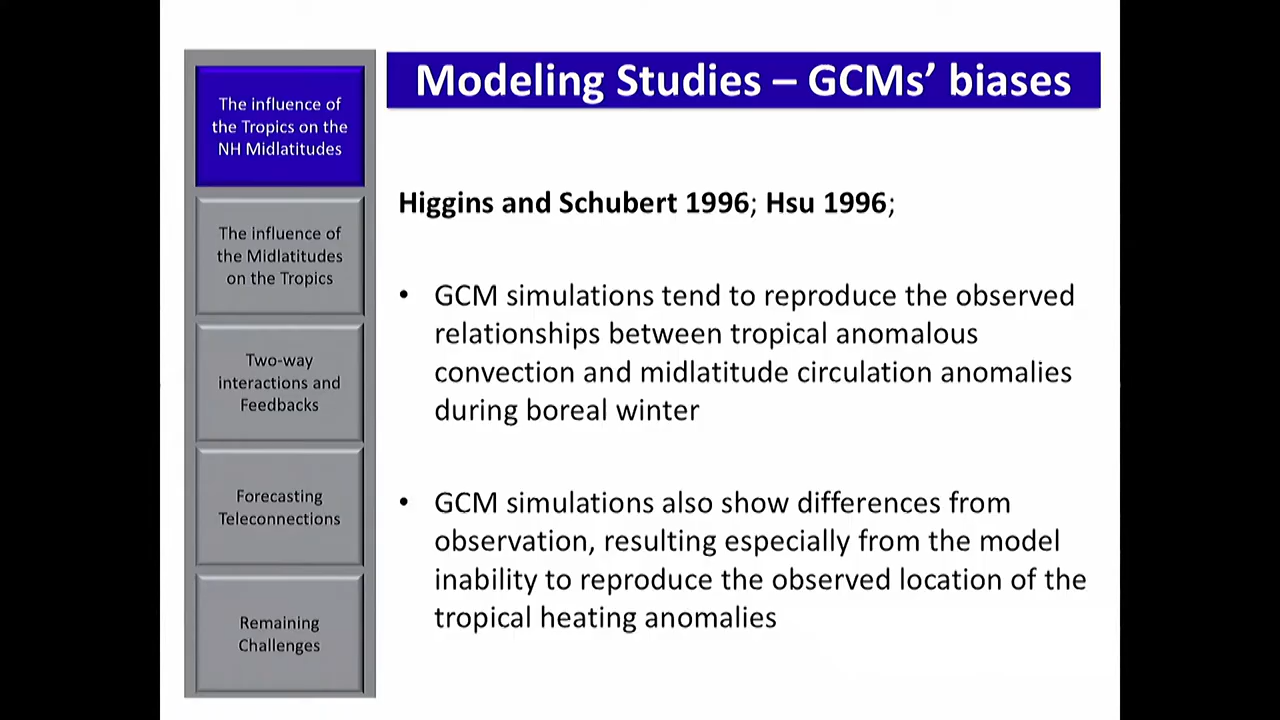 Modeling Studies – GCMs’ biases
The influence of
the Tropics on the
NH Midlatitudes
The influence of
the Midlatitudes
on the Tropics
Two-way
interactions and
Feedbacks
Forecasting
Teleconnections
Remaining
Challenges
Higgins and Schubert 1996; Hsu 1996;
• GCM simulations tend to reproduce the observed
relationships between tropical anomalous
convection and midlatitude circulation anomalies
during boreal winter
• GCM simulations also show differences from
observation, resulting especially from the model
inability to reproduce the observed location of the
tropical heating anomalies